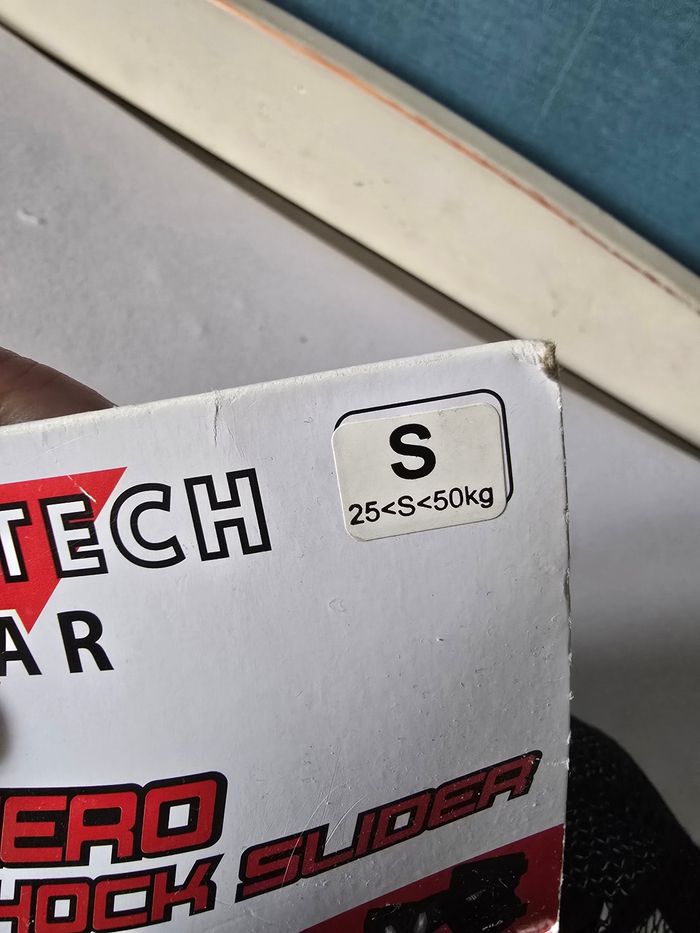 S
25<S<50kg
TECH
AR
ERO
HOCK SLIDER